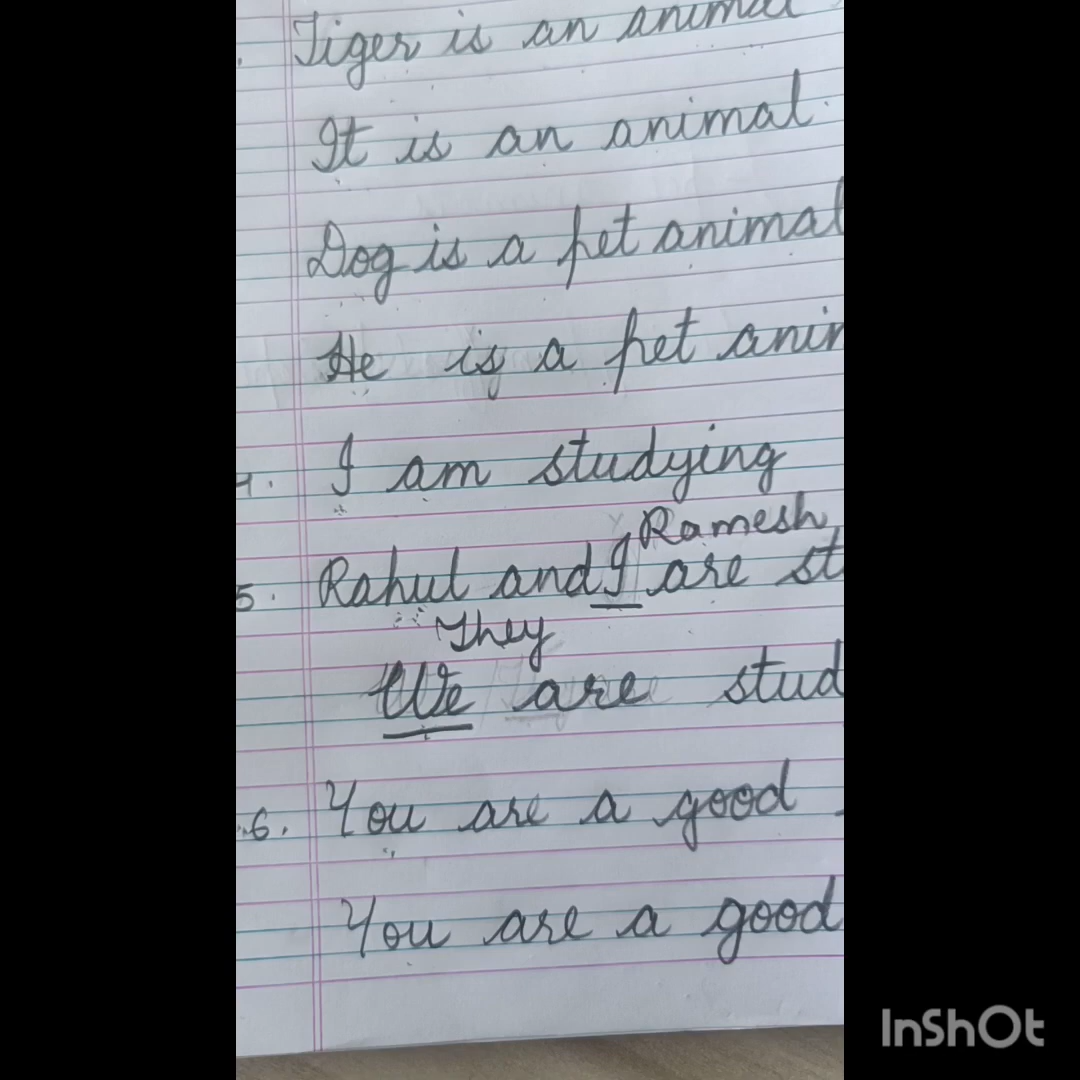 Tiger is an animal
It is an animal.
Dog is a pet animal
He is a pet
4. I am studying
Ramesh
5. Rahul and I are
They
We are
6. You are a good
You are a good
InShOt